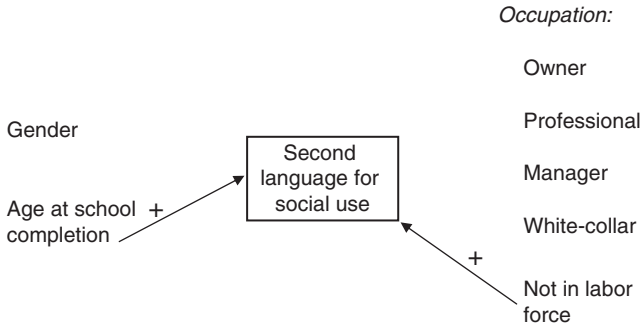 Occupation:
Owner
Gender
Professional
Second
language for
social use
Manager
Age at school +
completion
White-collar
+
Not in labor
force